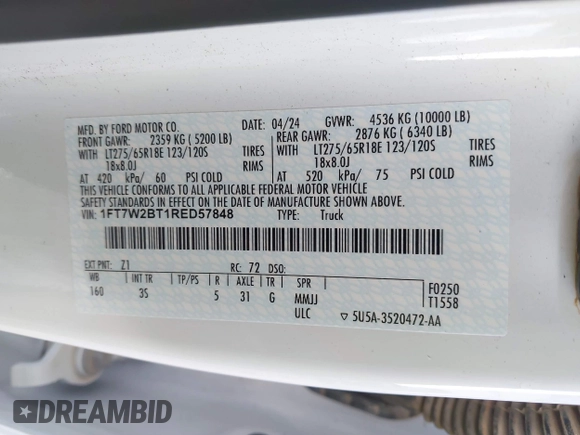 MFD. BY FORD MOTOR CO. DATE: 04/24 GVWR: 4536 KG (10000 LB)
FRONT GAWR: 2359 KG (5200 LB) REAR GAWR: 2876 KG (6340 LB)
WITH LT275/65R18E 123/120S TIRES WITH LT275/65R18E 123/120S TIRES
18x8.0J RIMS 18x8.0J RIMS
AT 420 kPa/ 60 PSI COLD AT 520 kPa/ 75 PSI COLD
THIS VEHICLE CONFORMS TO ALL APPLICABLE FEDERAL MOTOR VEHICLE
SAFETY STANDARDS IN EFFECT ON THE DATE OF MANUFACTURE SHOWN ABOVE.
VIN: 1FT7W2BT1RED57848 TYPE: Truck
EXT PNT: Z1 RC: 72 DSO:
WB INT TR TP/PS R AXLE TR SPR F0250
160 3S 5 31 G MMJJ T1558
ULC ▽ 5U5A-3520472-AA
DREAMBID